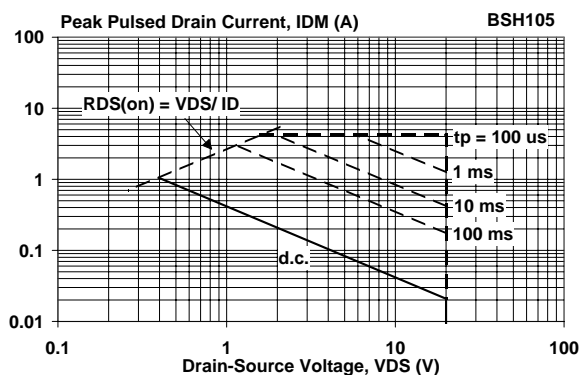 Peak Pulsed Drain Current, IDM (A)
BSH105
100
RDS(on) = VDS/ ID
10
tp = 100 us
1 ms
1
10 ms
100 ms
0.1
d.c.
0.01
0.1
1
10
100
Drain-Source Voltage, VDS (V)